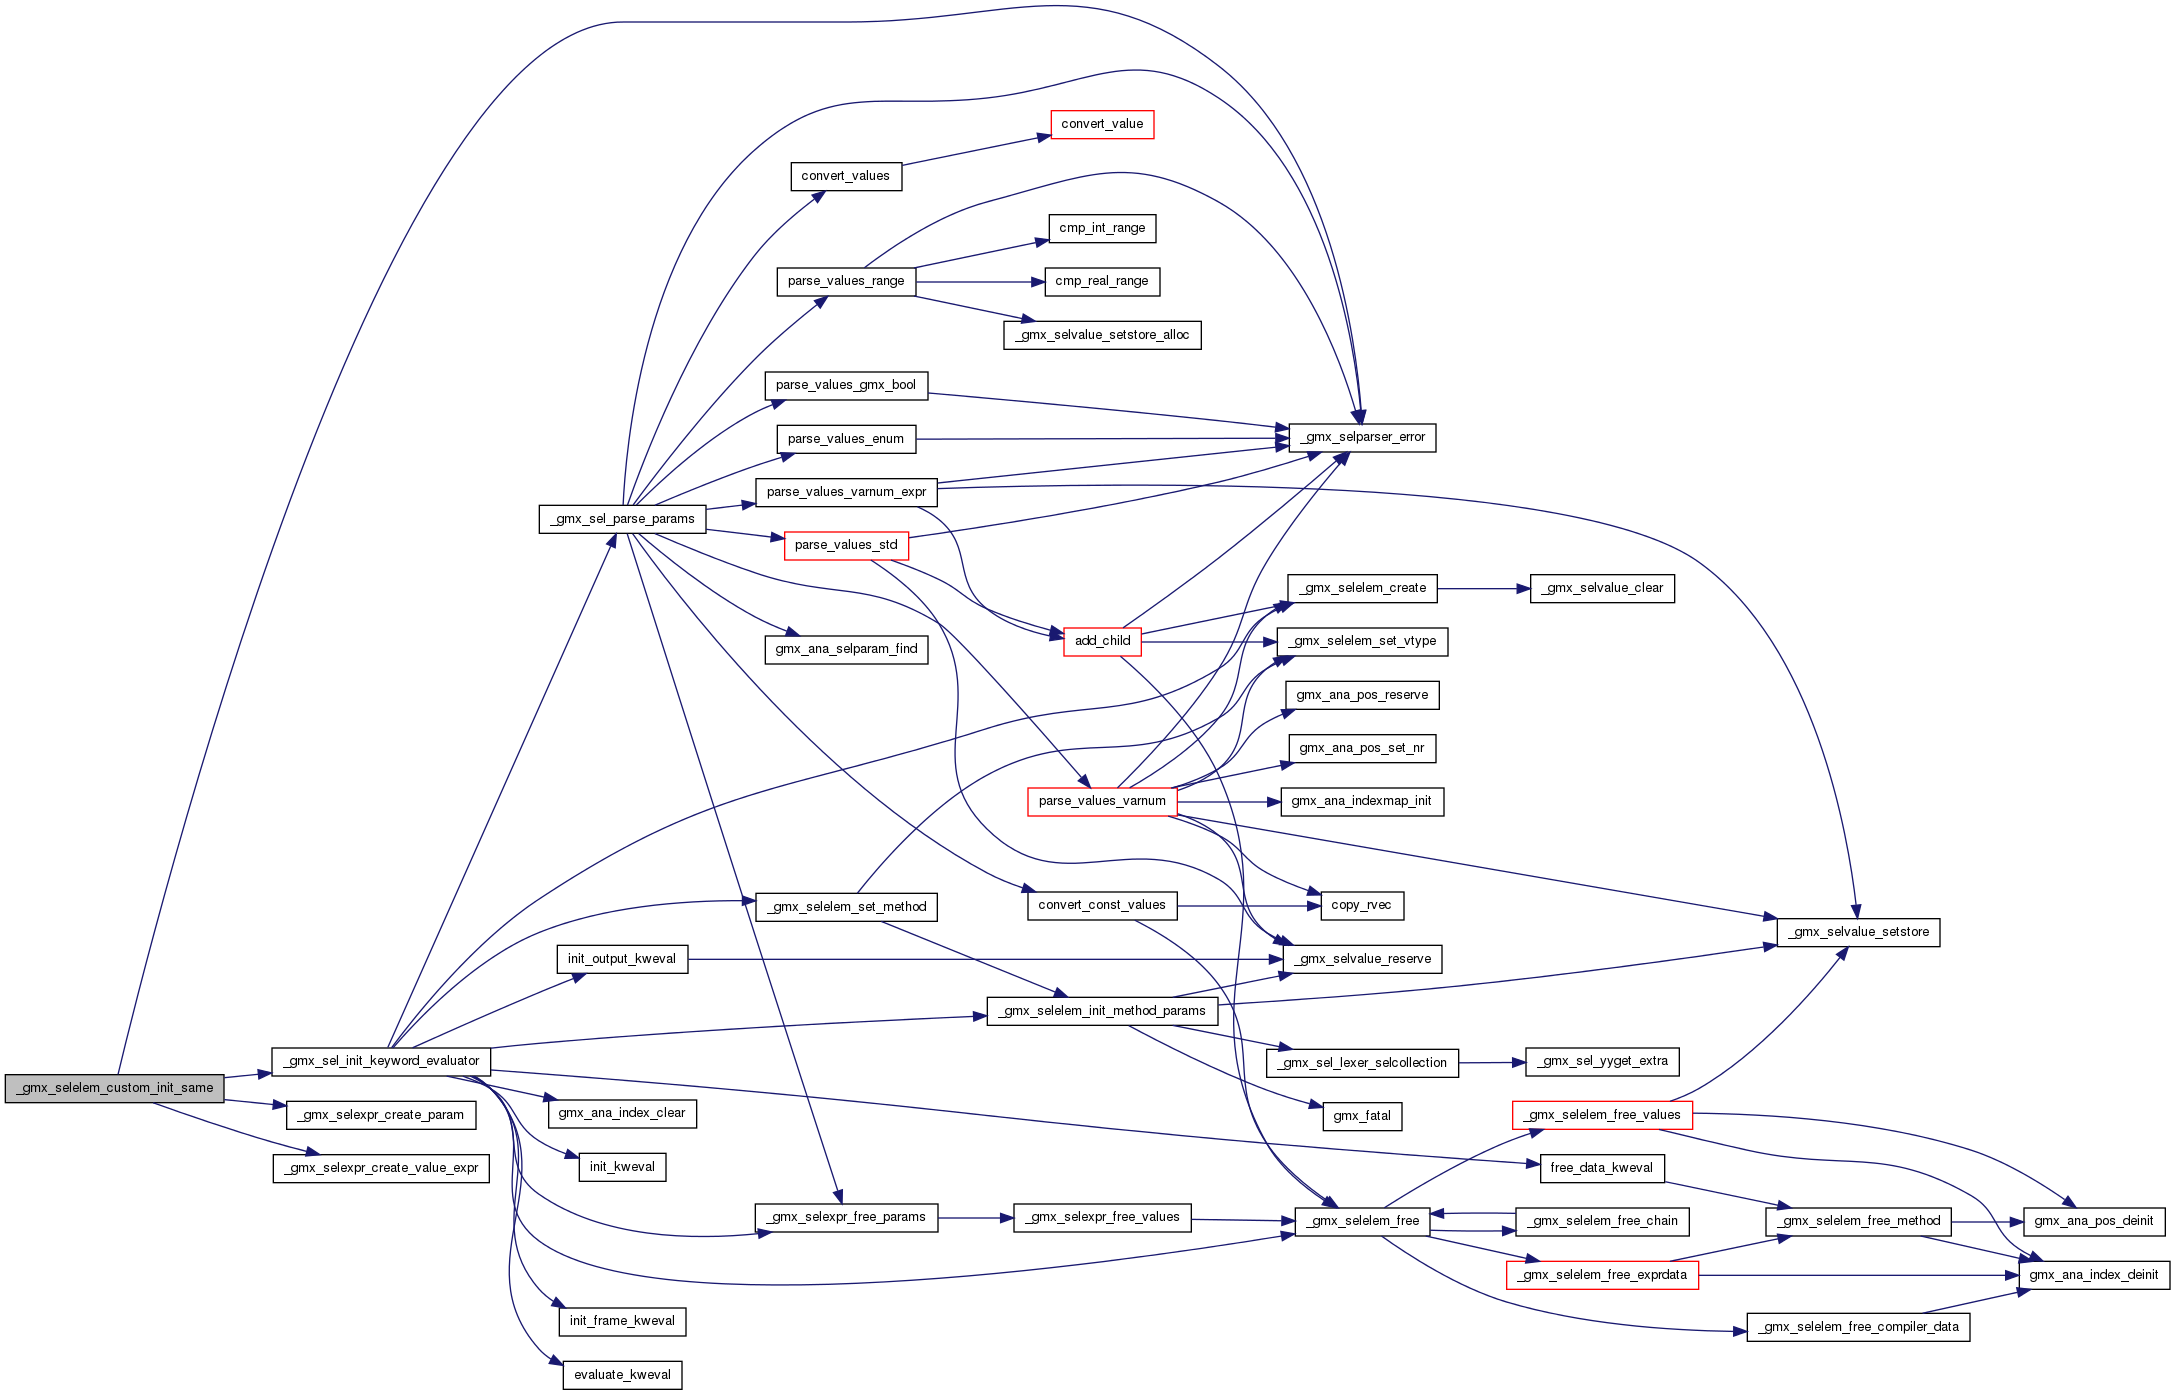 convert_value
convert_values
cmp_int_range
parse_values_range
cmp_real_range
_gmx_selvalue_setstore_alloc
parse_values_gmx_bool
parse_values_enum
_gmx_selparser_error
parse_values_varnum_expr
_gmx_sel_parse_params
parse_values_std
_gmx_selelem_create
_gmx_selvalue_clear
add_child
_gmx_selelem_set_vtype
gmx_ana_selparam_find
gmx_ana_pos_reserve
gmx_ana_pos_set_nr
parse_values_varnum
gmx_ana_indexmap_init
_gmx_selelem_set_method
convert_const_values
copy_rvec
_gmx_selvalue_setstore
init_output_kweval
_gmx_selvalue_reserve
_gmx_selelem_init_method_params
_gmx_sel_init_keyword_evaluator
_gmx_sel_lexer_selcollection
_gmx_sel_yyget_extra
_gmx_selelem_custom_init_same
_gmx_selexpr_create_param
gmx_ana_index_clear
gmx_fatal
_gmx_selelem_free_values
_gmx_selexpr_create_value_expr
init_kweval
free_data_kweval
_gmx_selexpr_free_params
_gmx_selexpr_free_values
_gmx_selelem_free
_gmx_selelem_free_chain
_gmx_selelem_free_method
gmx_ana_pos_deinit
_gmx_selelem_free_exprdata
gmx_ana_index_deinit
init_frame_kweval
_gmx_selelem_free_compiler_data
evaluate_kweval